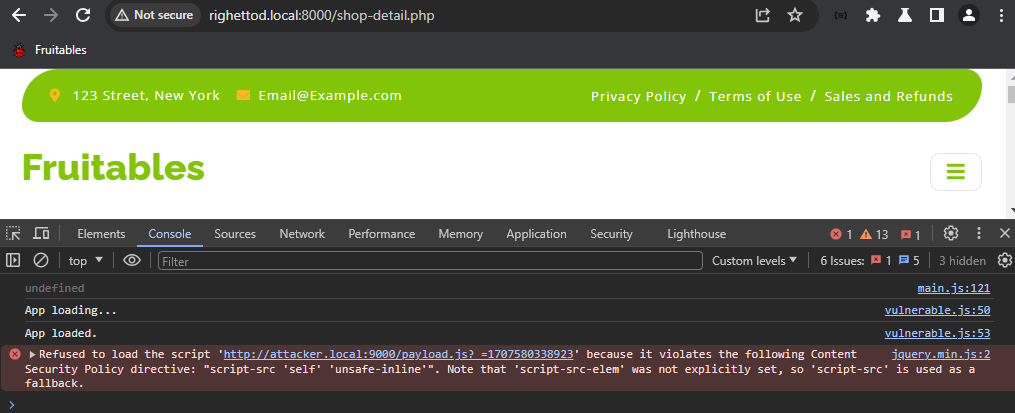 Not secure righettod.local:8000/shop-detail.php
Fruitables
123 Street, New York Email@Example.com Privacy Policy / Terms of Use / Sales and Refunds
Fruitables
Elements Console Sources Network Performance Memory Application Security Lighthouse 1 13 1
top Filter Custom levels 6 Issues: 1 5 3 hidden
undefined main.js:121
App loading... vulnerable.js:50
App loaded. vulnerable.js:53
Refused to load the script 'http://attacker.local:9000/payload.js?_=1707580338923' because it violates the following Content jquery.min.js:2
Security Policy directive: "script-src 'self' 'unsafe-inline'". Note that 'script-src-elem' was not explicitly set, so 'script-src' is used as a
fallback.